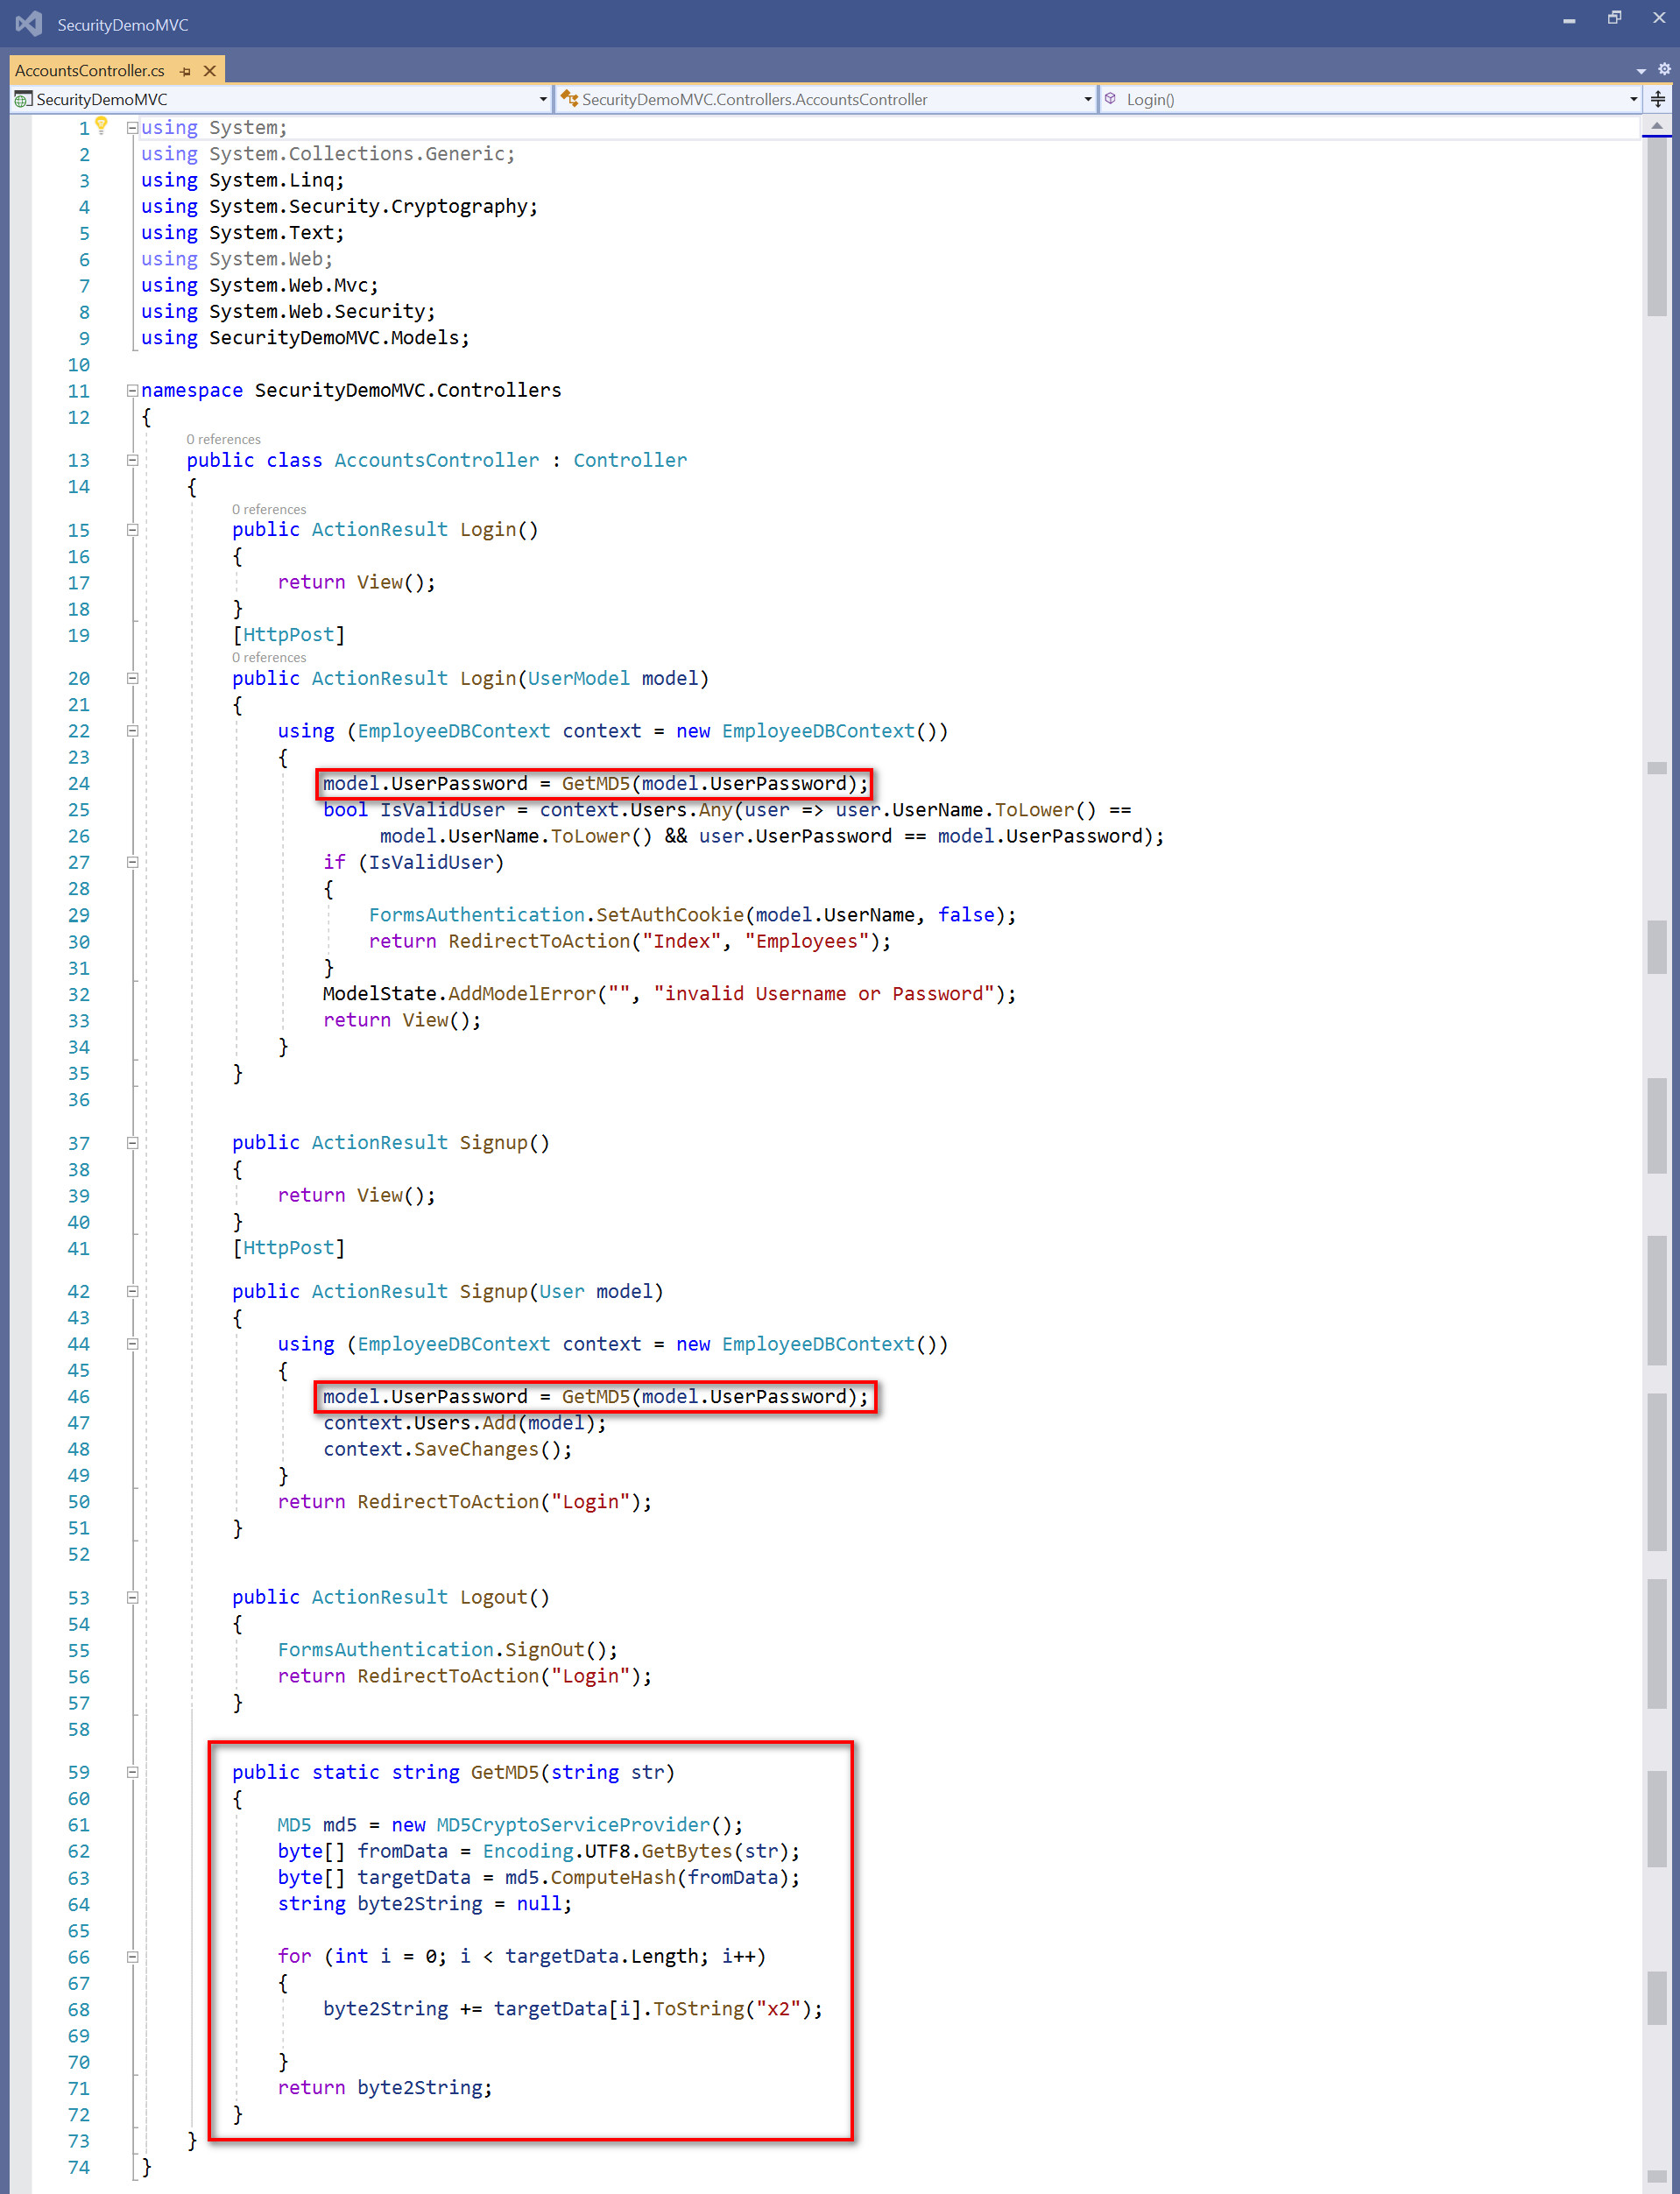 SecurityDemoMVC
AccountsController.cs
SecurityDemoMVC SecurityDemoMVC.Controllers.AccountsController Login()
1 using System;
2 using System.Collections.Generic;
3 using System.Linq;
4 using System.Security.Cryptography;
5 using System.Text;
6 using System.Web;
7 using System.Web.Mvc;
8 using System.Web.Security;
9 using SecurityDemoMVC.Models;
10
11 namespace SecurityDemoMVC.Controllers
12 {
0 references
13 public class AccountsController : Controller
14 {
0 references
15 public ActionResult Login()
16 {
17 return View();
18 }
19 [HttpPost]
0 references
20 public ActionResult Login(UserModel model)
21 {
22 using (EmployeeDBContext context = new EmployeeDBContext())
23 {
24 model.UserPassword = GetMD5(model.UserPassword);
25 bool IsValidUser = context.Users.Any(user => user.UserName.ToLower() ==
26 model.UserName.ToLower() && user.UserPassword == model.UserPassword);
27 if (IsValidUser)
28 {
29 FormsAuthentication.SetAuthCookie(model.UserName, false);
30 return RedirectToAction("Index", "Employees");
31 }
32 ModelState.AddModelError("", "invalid Username or Password");
33 return View();
34 }
35 }
36
37 public ActionResult Signup()
38 {
39 return View();
40 }
41 [HttpPost]
42 public ActionResult Signup(User model)
43 {
44 using (EmployeeDBContext context = new EmployeeDBContext())
45 {
46 model.UserPassword = GetMD5(model.UserPassword);
47 context.Users.Add(model);
48 context.SaveChanges();
49 }
50 return RedirectToAction("Login");
51 }
52
53 public ActionResult Logout()
54 {
55 FormsAuthentication.SignOut();
56 return RedirectToAction("Login");
57 }
58
59 public static string GetMD5(string str)
60 {
61 MD5 md5 = new MD5CryptoServiceProvider();
62 byte[] fromData = Encoding.UTF8.GetBytes(str);
63 byte[] targetData = md5.ComputeHash(fromData);
64 string byte2String = null;
65
66 for (int i = 0; i < targetData.Length; i++)
67 {
68 byte2String += targetData[i].ToString("x2");
69
70 }
71 return byte2String;
72 }
73 }
74 }